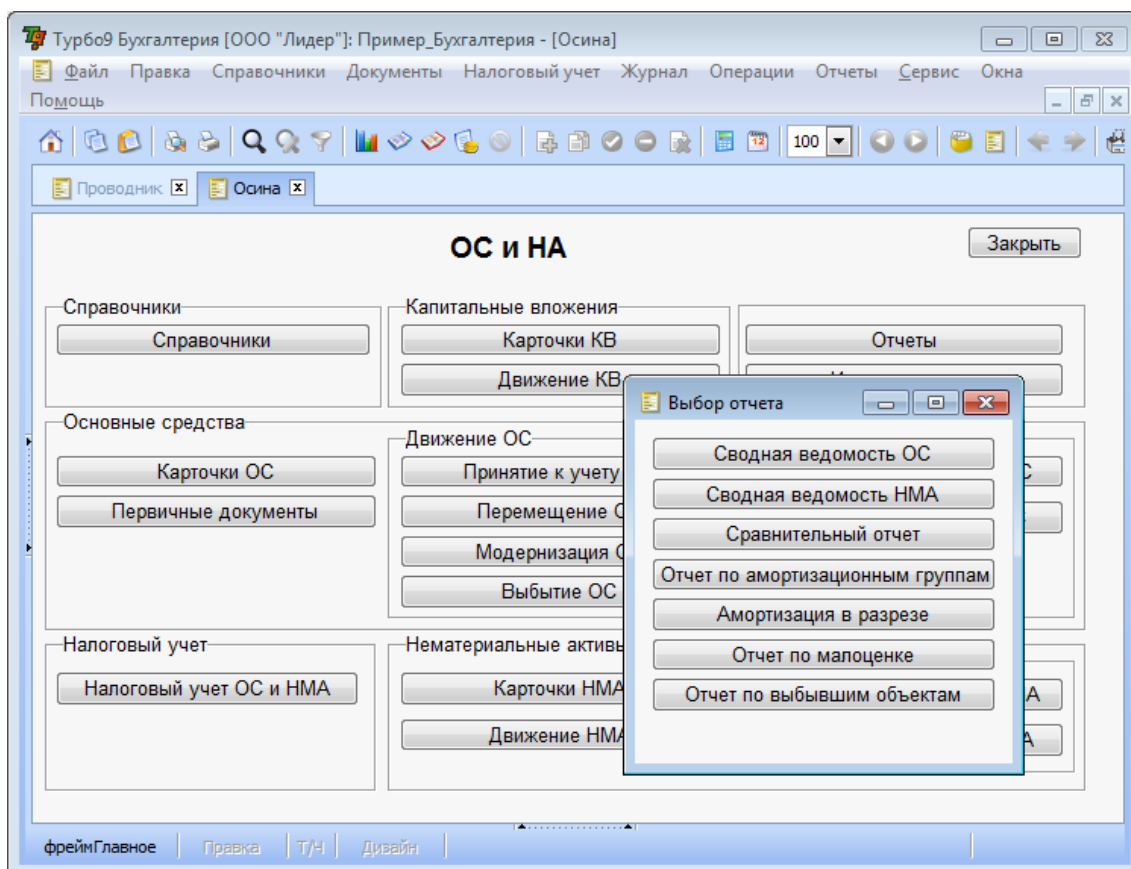 Турбо9 Бухгалтерия [ООО "Лидер"]: Пример_Бухгалтерия - [Осина]
Файл Правка Справочники Документы Налоговый учет Журнал Операции Отчеты Сервис Окна
Помощь
12 100
Проводник Осина
ОС и НА
Закрыть
Справочники
Справочники
Капитальные вложения
Карточки КВ
Движение КВ
Отчеты
Основные средства
Карточки ОС
Первичные документы
Движение ОС
Принятие к учету
Перемещение
Модернизация
Выбытие ОС
Налоговый учет
Налоговый учет ОС и НМА
Нематериальные активы
Карточки НМА
Движение НМА
Выбор отчета
Сводная ведомость ОС
Сводная ведомость НМА
Сравнительный отчет
Отчет по амортизационным группам
Амортизация в разрезе
Отчет по малоценке
Отчет по выбывшим объектам
фреймГлавное Правка Т/Ч Дизайн